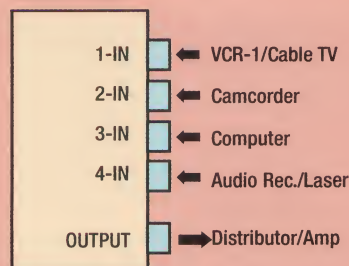 1-IN VCR-1/Cable TV
2-IN Camcorder
3-IN Computer
4-IN Audio Rec./Laser
OUTPUT Distributor/Amp